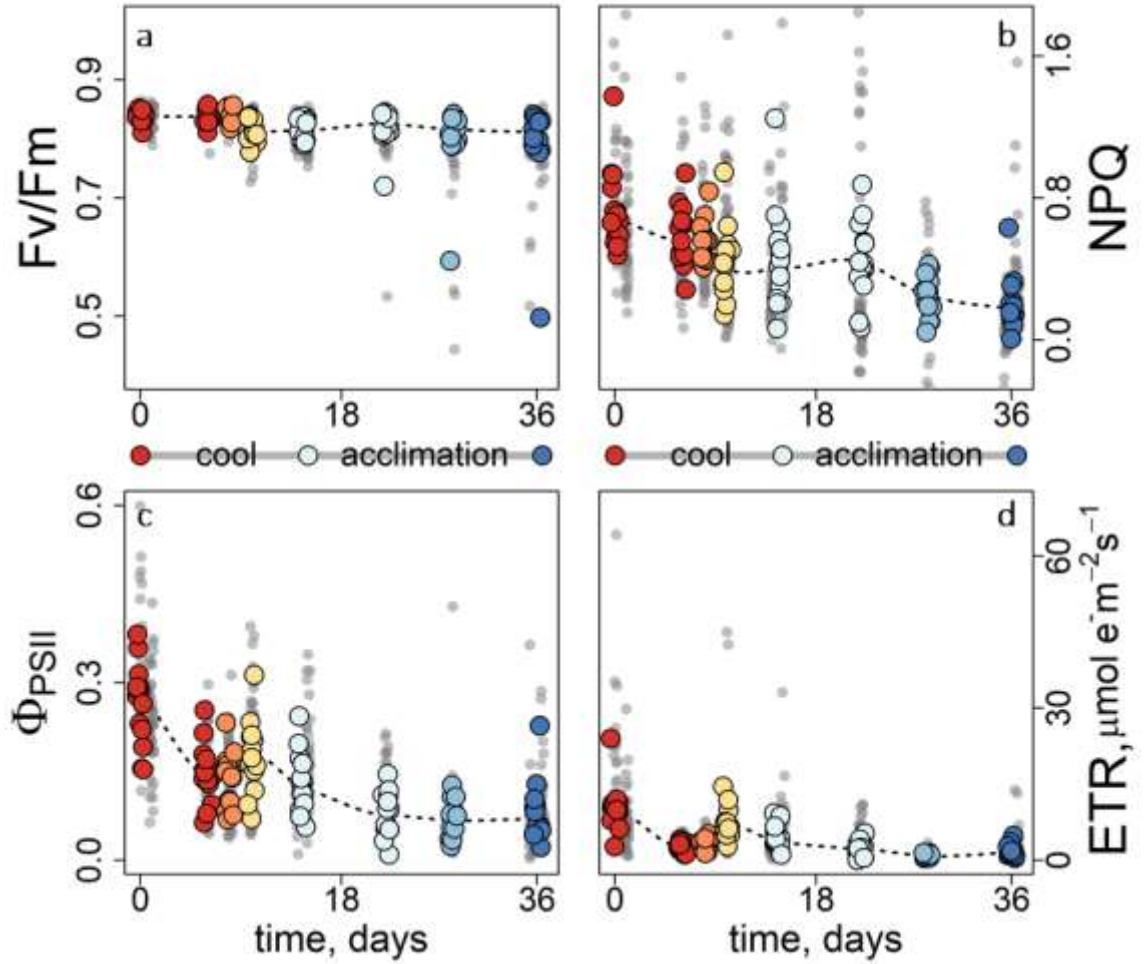 a
Fv/Fm
0.9
0.7
0.5
0 18 36
b
NPQ
1.6
0.8
0.0
0 18 36
cool acclimation
cool acclimation
c
ΦPSII
0.6
0.3
0.0
0 18 36
time, days
d
ETR, μmol e⁻m⁻²s⁻¹
60
30
0
0 18 36
time, days